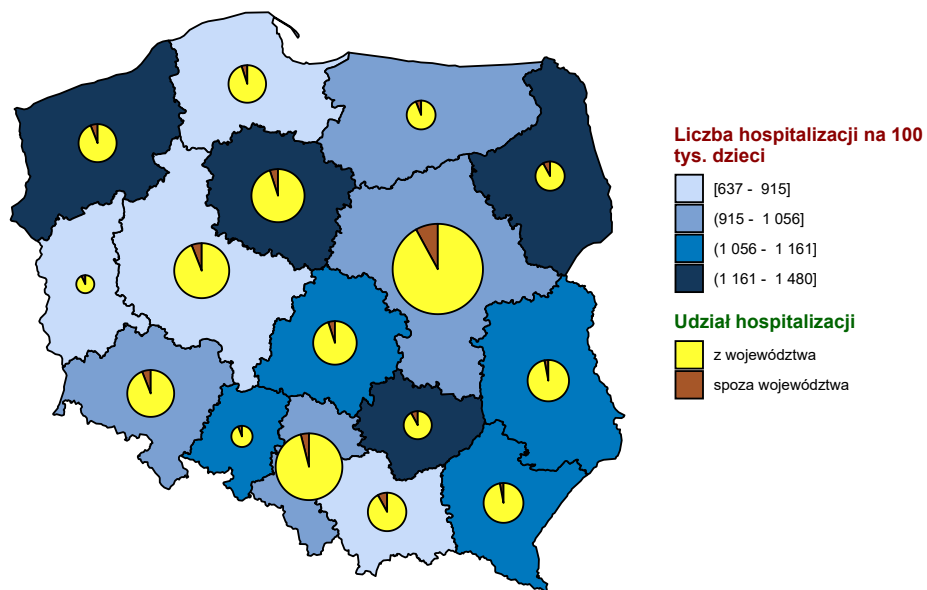 Liczba hospitalizacji na 100
tys. dzieci
[637 - 915]
(915 - 1 056]
(1 056 - 1 161]
(1 161 - 1 480]
Udział hospitalizacji
z województwa
spoza województwa